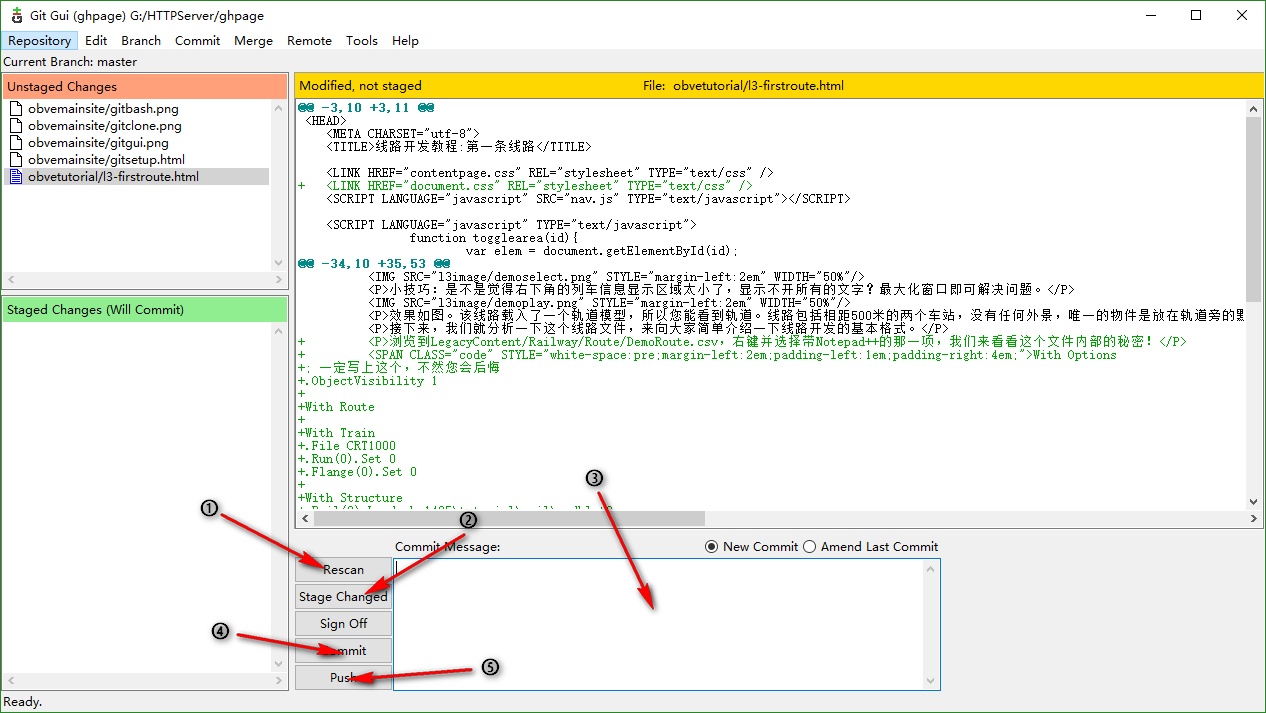 Git Gui (ghpage) G:/HTTPServer/ghpage
Repository Edit Branch Commit Merge Remote Tools Help
Current Branch: master
Unstaged Changes
obvemainsite/gitbash.png
obvemainsite/gitclone.png
obvemainsite/gitgui.png
obvemainsite/gitsetup.html
obvetutorial/l3-firstroute.html
Staged Changes (Will Commit)
Modified, not staged File: obvetutorial/l3-firstroute.html
@@ -3,10 +3,11 @@
<HEAD>
<META CHARSET="utf-8">
<TITLE>线路开发教程:第一条线路</TITLE>
<LINK HREF="contentpage.css" REL="stylesheet" TYPE="text/css" />
+ <LINK HREF="document.css" REL="stylesheet" TYPE="text/css" />
<SCRIPT LANGUAGE="javascript" SRC="nav.js" TYPE="text/javascript"></SCRIPT>
<SCRIPT LANGUAGE="javascript" TYPE="text/javascript">
function togglearea(id){
var elem = document.getElementById(id);
@@ -34,10 +35,53 @@
<IMG SRC="l3image/demoselect.png" STYLE="margin-left:2em" WIDTH="50%"/>
<P>小技巧：是不是觉得右下角的列车信息显示区域太小了，显示不开所有的文字？最大化窗口即可解决问题。</P>
<IMG SRC="l3image/demoplay.png" STYLE="margin-left:2em" WIDTH="50%"/>
<P>效果如图。该线路载入了一个轨道模型，所以您能看到轨道。线路包括相距500米的两个车站，没有任何外景，唯一的物件是放在轨道旁的
<P>接下来，我们就分析一下这个线路文件，来向大家简单介绍一下线路开发的基本格式。</P>
+ <P>浏览到LegacyContent/Railway/Route/DemoRoute.csv，右键并选择带Notepad++的那一项，我们来看看这个文件内部的秘密！</P>
+ <SPAN CLASS="code" STYLE="white-space:pre;margin-left:2em;padding-left:1em;padding-right:4em;">With Options
+; 一定写上这个，不然您会后悔
+.ObjectVisibility 1
+
+With Route
+
+With Train
+.File CRT1000
+.Run(0).Set 0
+.Flange(0).Set 0
+
+With Structure
①
②
③
④
⑤
Commit Message: New Commit Amend Last Commit
Rescan
Stage Changed
Sign Off
Commit
Push
Ready.